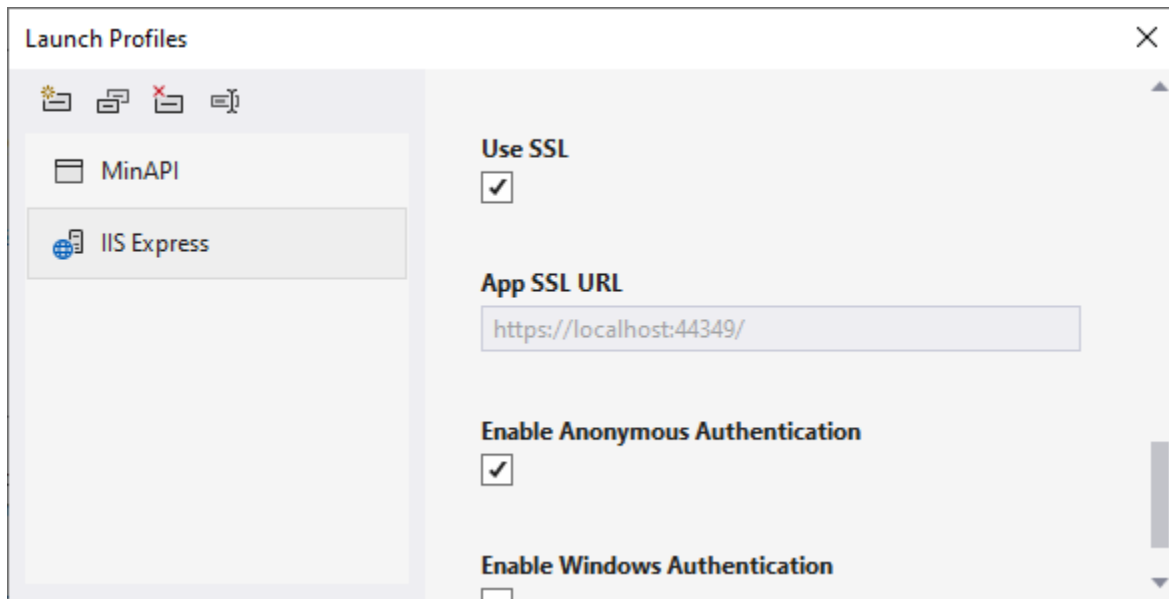 Launch Profiles
MinAPI
IIS Express
Use SSL
App SSL URL
https://localhost:44349/
Enable Anonymous Authentication
Enable Windows Authentication